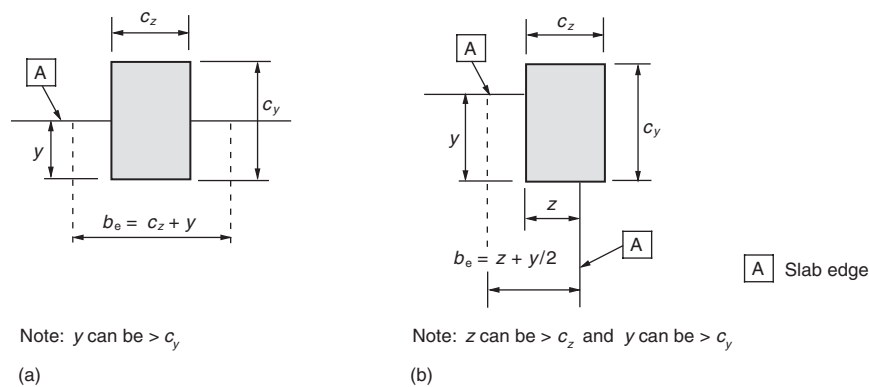 c_z
A
c_y
y
b_e = c_z + y
Note: y can be > c_y
(a)
c_z
A
c_y
y
z
b_e = z + y/2
A
Note: z can be > c_z and y can be > c_y
(b)
A Slab edge